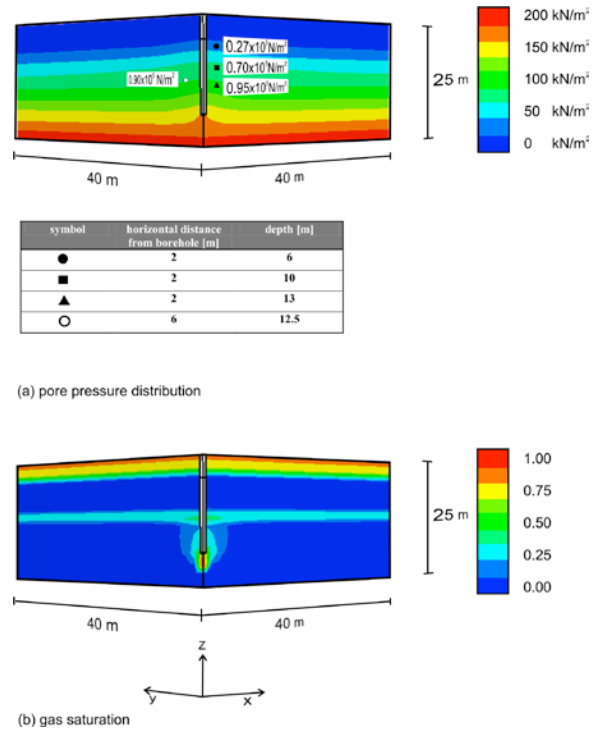 200 kN/m²
0.27x10⁵N/m²
150 kN/m²
0.90x10⁵N/m²
0.70x10⁵N/m²
25 m
100 kN/m²
0.95x10⁵N/m²
50 kN/m²
0 kN/m²
40 m
40 m
symbol horizontal distance from borehole [m] depth [m]
● 2 6
■ 2 10
▲ 2 13
○ 6 12.5
(a) pore pressure distribution
1.00
0.75
25 m
0.50
0.25
0.00
40 m
40 m
z
y
x
(b) gas saturation